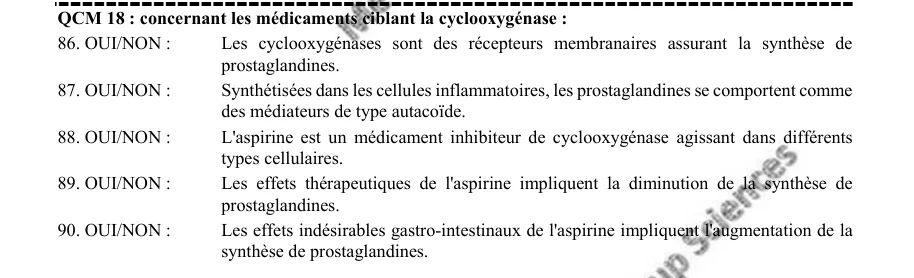 QCM 18 : concernant les médicaments ciblant la cyclooxygénase :
86. OUI/NON : Les cyclooxygénases sont des récepteurs membranaires assurant la synthèse de
prostaglandines.
87. OUI/NON : Synthétisées dans les cellules inflammatoires, les prostaglandines se comportent comme
des médiateurs de type autacoïde.
88. OUI/NON : L'aspirine est un médicament inhibiteur de cyclooxygénase agissant dans différents
types cellulaires.
89. OUI/NON : Les effets thérapeutiques de l'aspirine impliquent la diminution de la synthèse de
prostaglandines.
90. OUI/NON : Les effets indésirables gastro-intestinaux de l'aspirine impliquent l'augmentation de la
synthèse de prostaglandines.
Sciences